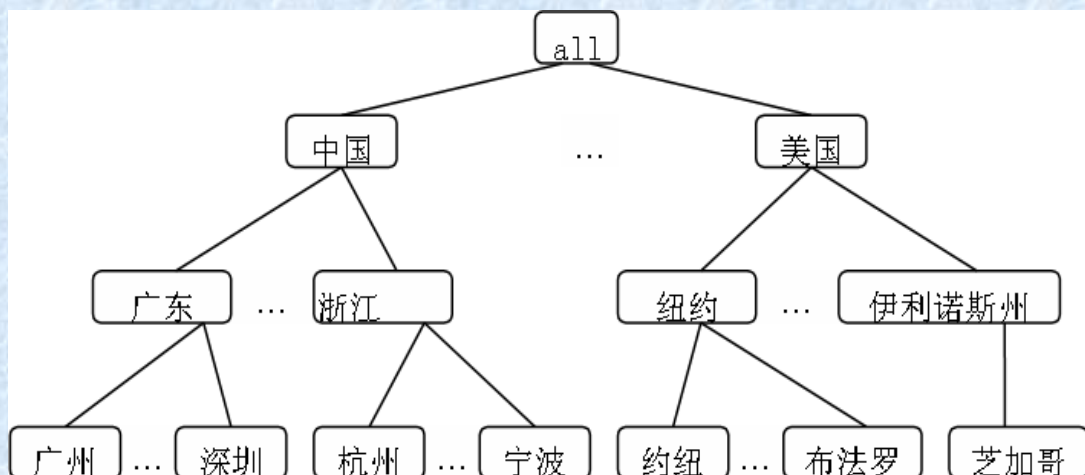 all
中国 … 美国
广东 … 浙江 纽约 … 伊利诺斯州
广州 … 深圳 杭州 … 宁波 约纽 … 布法罗 芝加哥